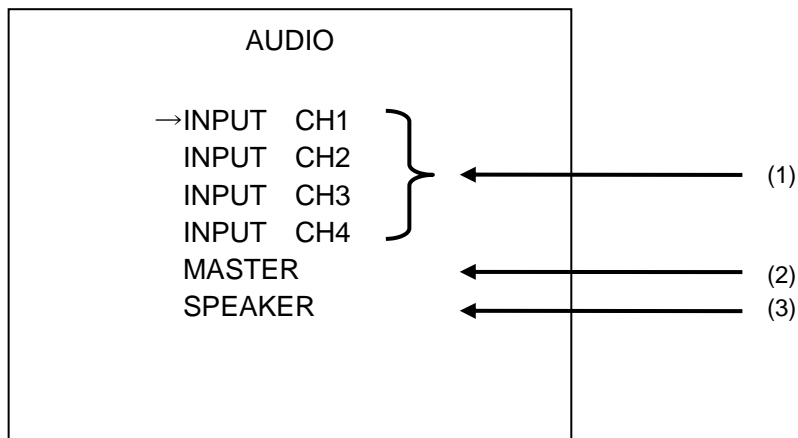 AUDIO
→INPUT CH1
INPUT CH2
INPUT CH3
INPUT CH4
(1)
MASTER
(2)
SPEAKER
(3)